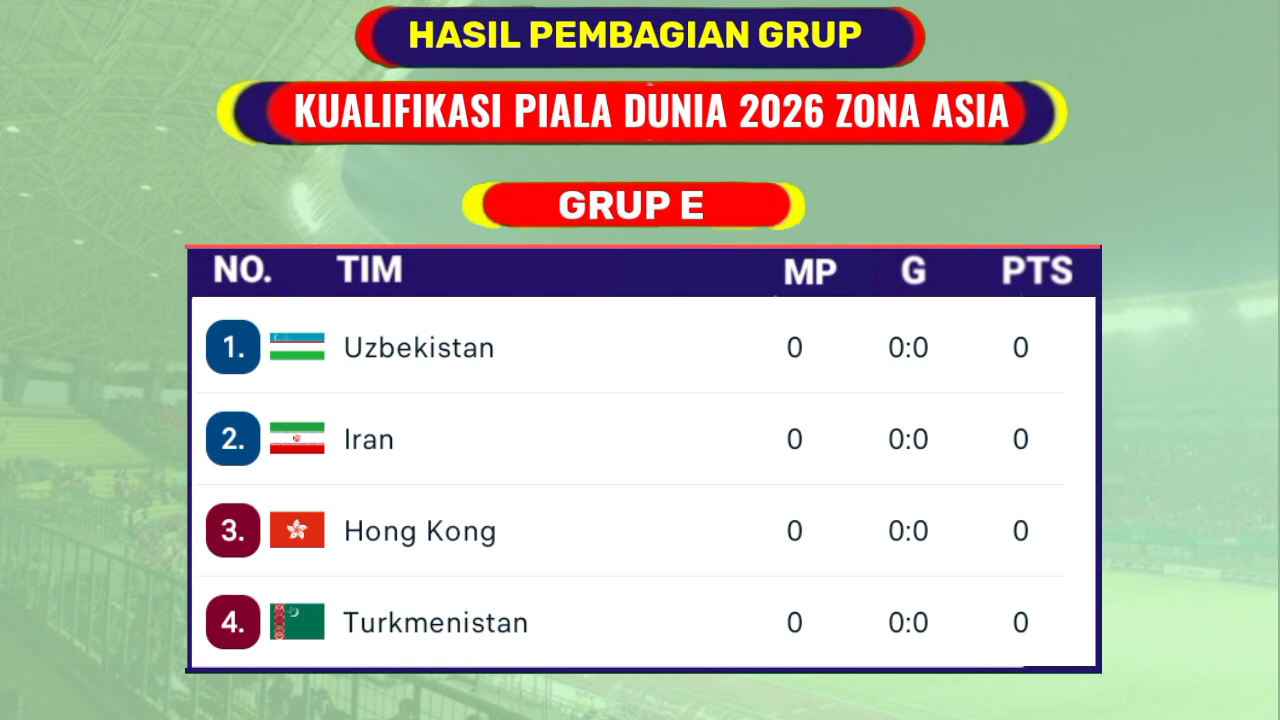 HASIL PEMBAGIAN GRUP
KUALIFIKASI PIALA DUNIA 2026 ZONA ASIA
GRUP E
NO. TIM MP G PTS
1. Uzbekistan 0 0:0 0
2. Iran 0 0:0 0
3. Hong Kong 0 0:0 0
4. Turkmenistan 0 0:0 0